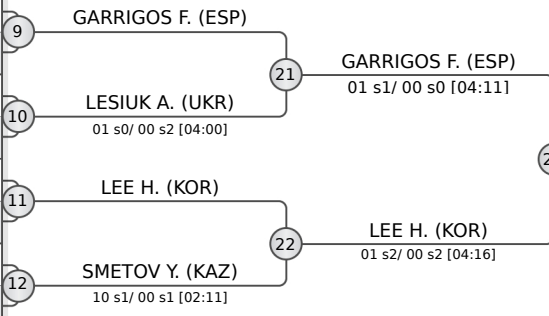 GARRIGOS F. (ESP)
9
21
GARRIGOS F. (ESP)
01 s1/ 00 s0 [04:11]
LESIUK A. (UKR)
10
01 s0/ 00 s2 [04:00]
LEE H. (KOR)
11
22
LEE H. (KOR)
01 s2/ 00 s2 [04:16]
SMETOV Y. (KAZ)
12
10 s1/ 00 s1 [02:11]